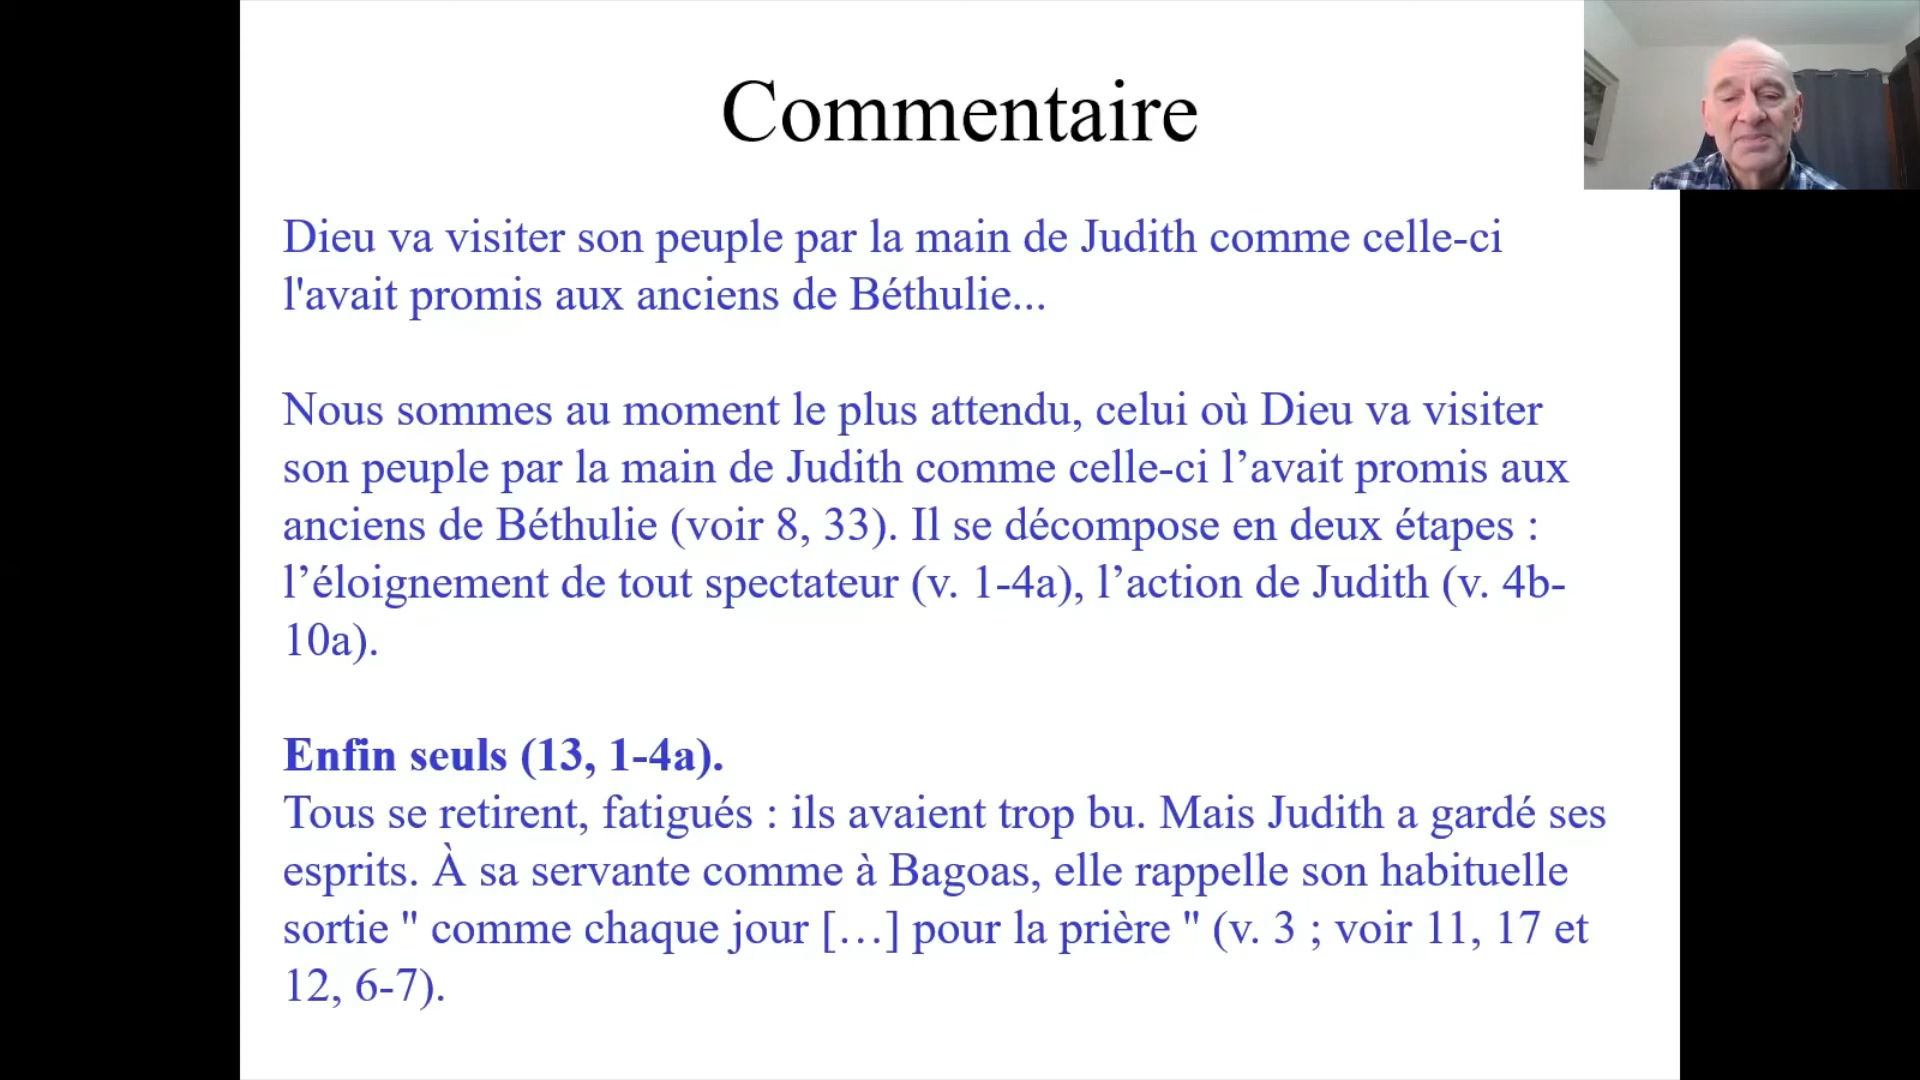 Commentaire
Dieu va visiter son peuple par la main de Judith comme celle-ci
l'avait promis aux anciens de Béthulie...
Nous sommes au moment le plus attendu, celui où Dieu va visiter
son peuple par la main de Judith comme celle-ci l’avait promis aux
anciens de Béthulie (voir 8, 33). Il se décompose en deux étapes :
l’éloignement de tout spectateur (v. 1-4a), l’action de Judith (v. 4b-
10a).
Enfin seuls (13, 1-4a).
Tous se retirent, fatigués : ils avaient trop bu. Mais Judith a gardé ses
esprits. À sa servante comme à Bagoas, elle rappelle son habituelle
sortie " comme chaque jour […] pour la prière " (v. 3 ; voir 11, 17 et
12, 6-7).